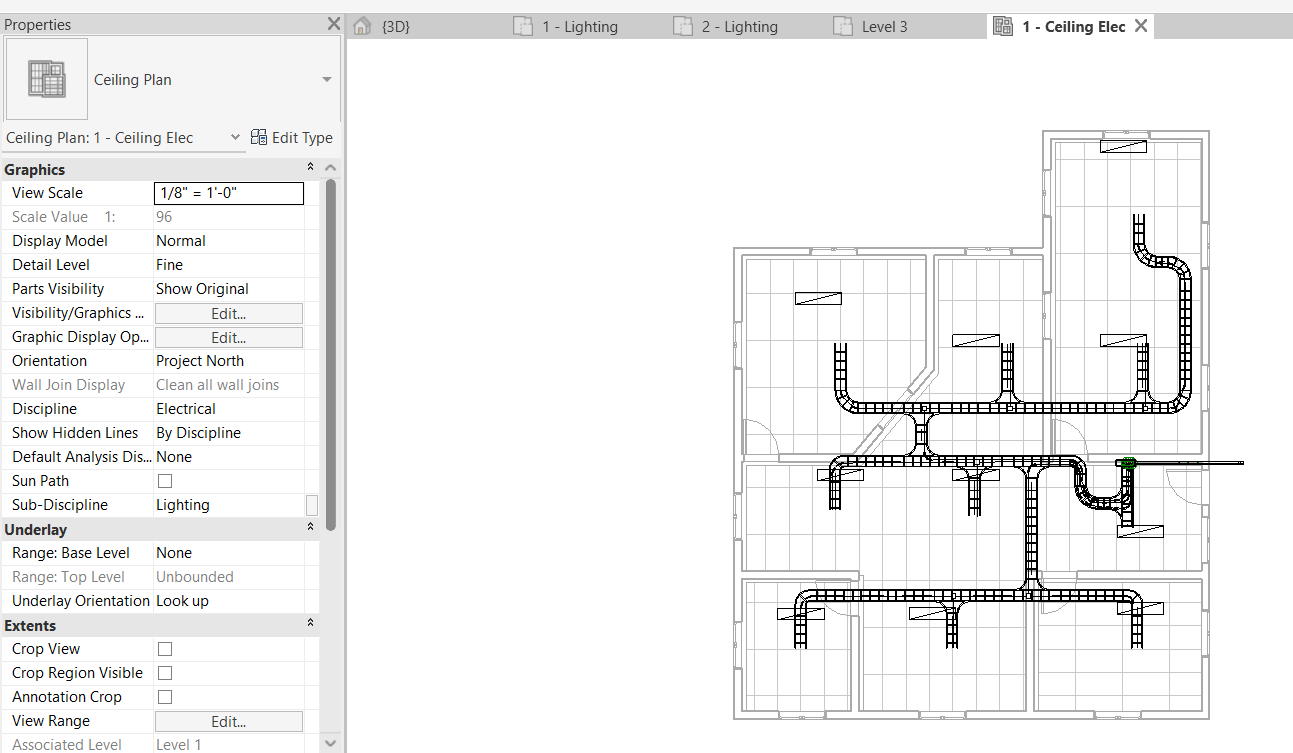 Properties
{3D}
1 - Lighting
2 - Lighting
Level 3
1 - Ceiling Elec
Ceiling Plan
Ceiling Plan: 1 - Ceiling Elec
Edit Type
Graphics
View Scale 1/8" = 1'-0"
Scale Value 1: 96
Display Model Normal
Detail Level Fine
Parts Visibility Show Original
Visibility/Graphics ... Edit...
Graphic Display Op... Edit...
Orientation Project North
Wall Join Display Clean all wall joins
Discipline Electrical
Show Hidden Lines By Discipline
Default Analysis Dis... None
Sun Path
Sub-Discipline Lighting
Underlay
Range: Base Level None
Range: Top Level Unbounded
Underlay Orientation Look up
Extents
Crop View
Crop Region Visible
Annotation Crop
View Range Edit...
Associated Level Level 1